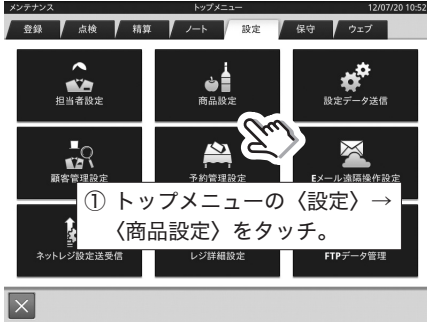 メンテナンス トップメニュー 12/07/20 10:52
登録 点検 精算 ノート 設定 保守 ウェブ
担当者設定 商品設定 設定データ送信
顧客管理設定 予約管理設定 Eメール遠隔操作設定
① トップメニューの〈設定〉→
〈商品設定〉をタッチ。
ネットレジ設定送受信 レジ詳細設定 FTPデータ管理